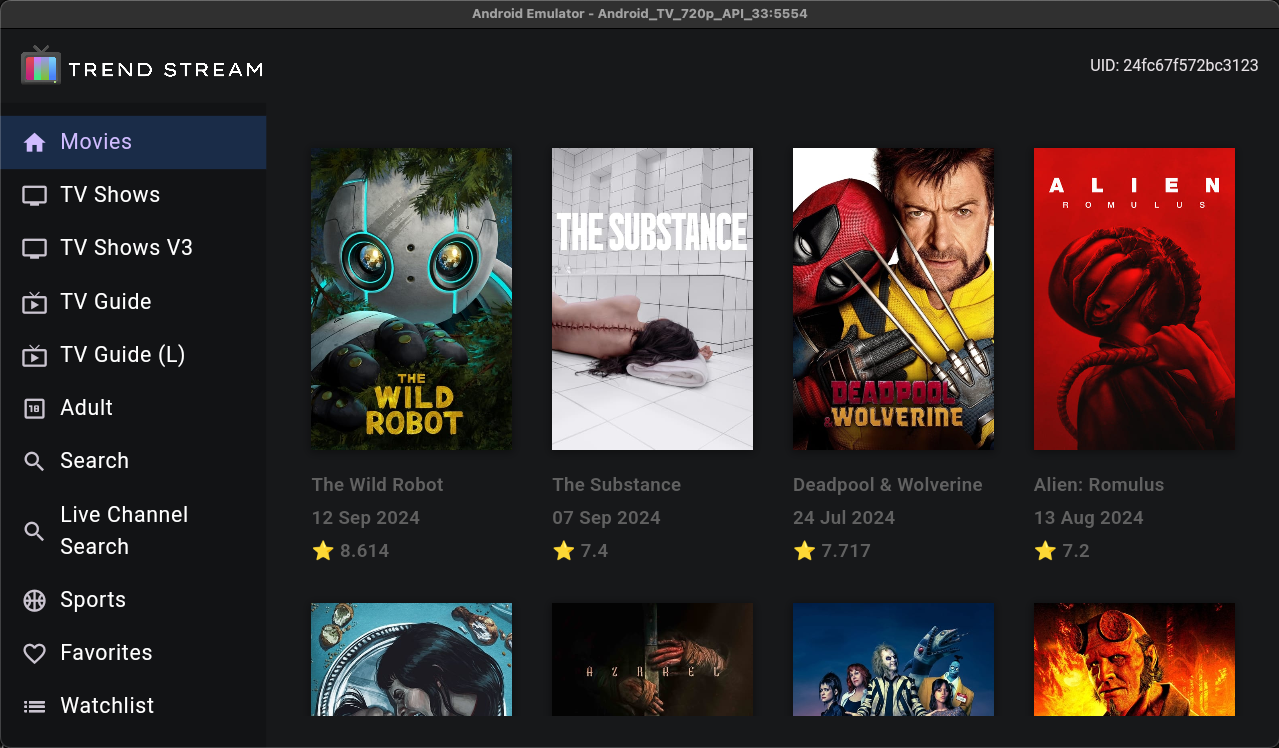 Android Emulator - Android_TV_720p_API_33:5554
TREND STREAM
UID: 24fc67f572bc3123
Movies
TV Shows
TV Shows V3
TV Guide
TV Guide (L)
18
Adult
Search
Live Channel
Search
Sports
Favorites
Watchlist
THE
WILD
ROBOT
THE SUBSTANCE
DEADPOOL
& WOLVERINE
ALIEN
ROMULUS
The Wild Robot
The Substance
Deadpool & Wolverine
Alien: Romulus
12 Sep 2024
07 Sep 2024
24 Jul 2024
13 Aug 2024
8.614
7.4
7.717
7.2
AZRAEL